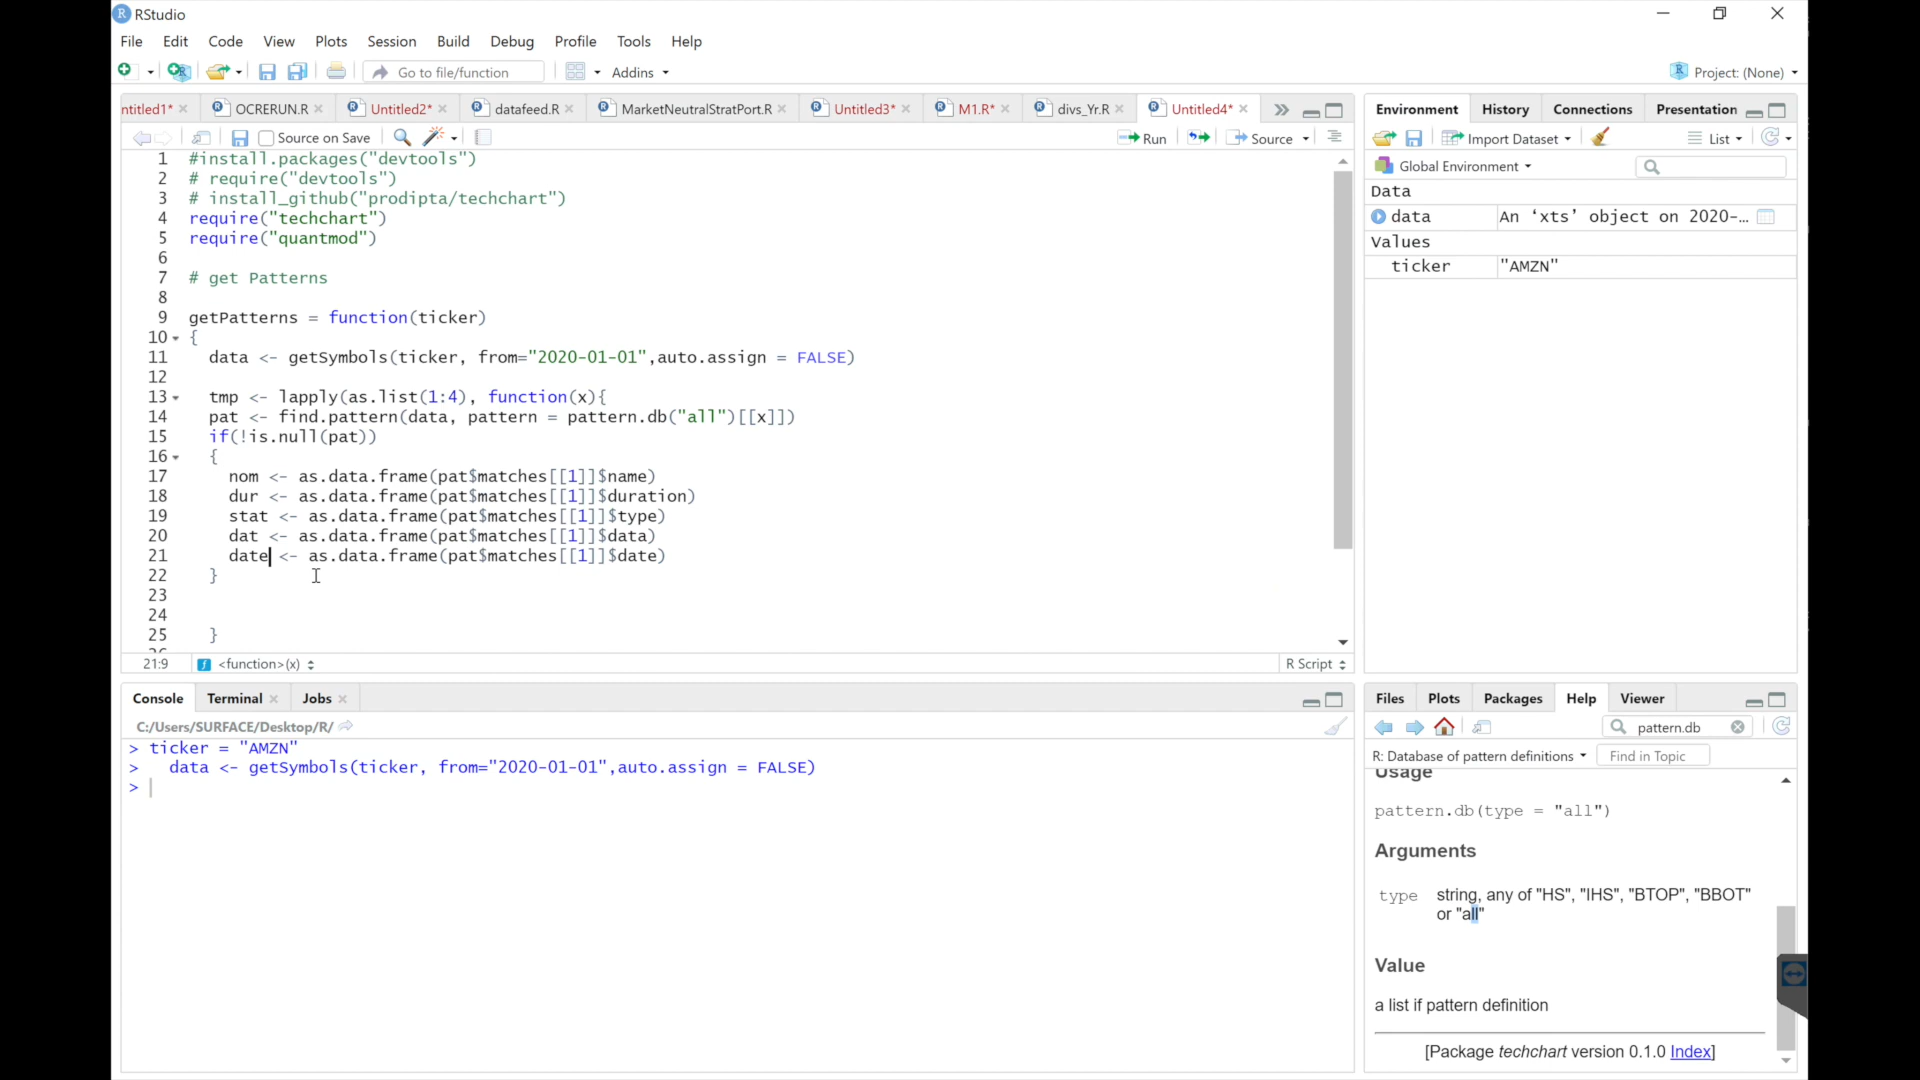 RStudio
File Edit Code View Plots Session Build Debug Profile Tools Help
Go to file/function Addins Project: (None)
ntitled1* OCRERUN.R Untitled2* datafeed.R MarketNeutralStratPort.R Untitled3* M1.R* divs_Yr.R Untitled4*
Source on Save Run Source
1 #install.packages("devtools")
2 # require("devtools")
3 # install_github("prodipta/techchart")
4 require("techchart")
5 require("quantmod")
6
7 # get Patterns
8
9 getPatterns = function(ticker)
10 {
11 data <- getSymbols(ticker, from="2020-01-01",auto.assign = FALSE)
12
13 tmp <- lapply(as.list(1:4), function(x){
14 pat <- find.pattern(data, pattern = pattern.db("all")[[x]])
15 if(!is.null(pat))
16 {
17 nom <- as.data.frame(pat$matches[[1]]$name)
18 dur <- as.data.frame(pat$matches[[1]]$duration)
19 stat <- as.data.frame(pat$matches[[1]]$type)
20 dat <- as.data.frame(pat$matches[[1]]$data)
21 date <- as.data.frame(pat$matches[[1]]$date)
22 }
23
24
25 }
21:9 <function>(x) R Script
Console Terminal Jobs
C:/Users/SURFACE/Desktop/R/
> ticker = "AMZN"
> data <- getSymbols(ticker, from="2020-01-01",auto.assign = FALSE)
>
Environment History Connections Presentation
Import Dataset List
Global Environment
Data
data An ‘xts’ object on 2020-…
Values
ticker "AMZN"
Files Plots Packages Help Viewer
pattern.db
R: Database of pattern definitions Find in Topic
Usage
pattern.db(type = "all")
Arguments
type string, any of "HS", "IHS", "BTOP", "BBOT"
or "all"
Value
a list if pattern definition
[Package techchart version 0.1.0 Index]